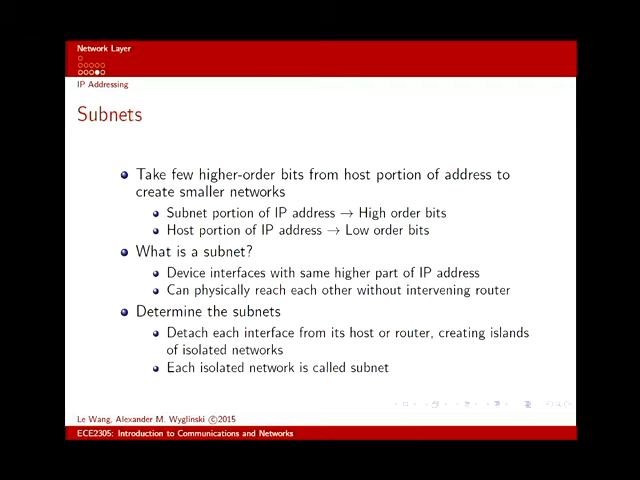 Network Layer
IP Addressing
Subnets
Take few higher-order bits from host portion of address to
create smaller networks
Subnet portion of IP address → High order bits
Host portion of IP address → Low order bits
What is a subnet?
Device interfaces with same higher part of IP address
Can physically reach each other without intervening router
Determine the subnets
Detach each interface from its host or router, creating islands
of isolated networks
Each isolated network is called subnet
Le Wang, Alexander M. Wyglinski ©2015
ECE2305: Introduction to Communications and Networks